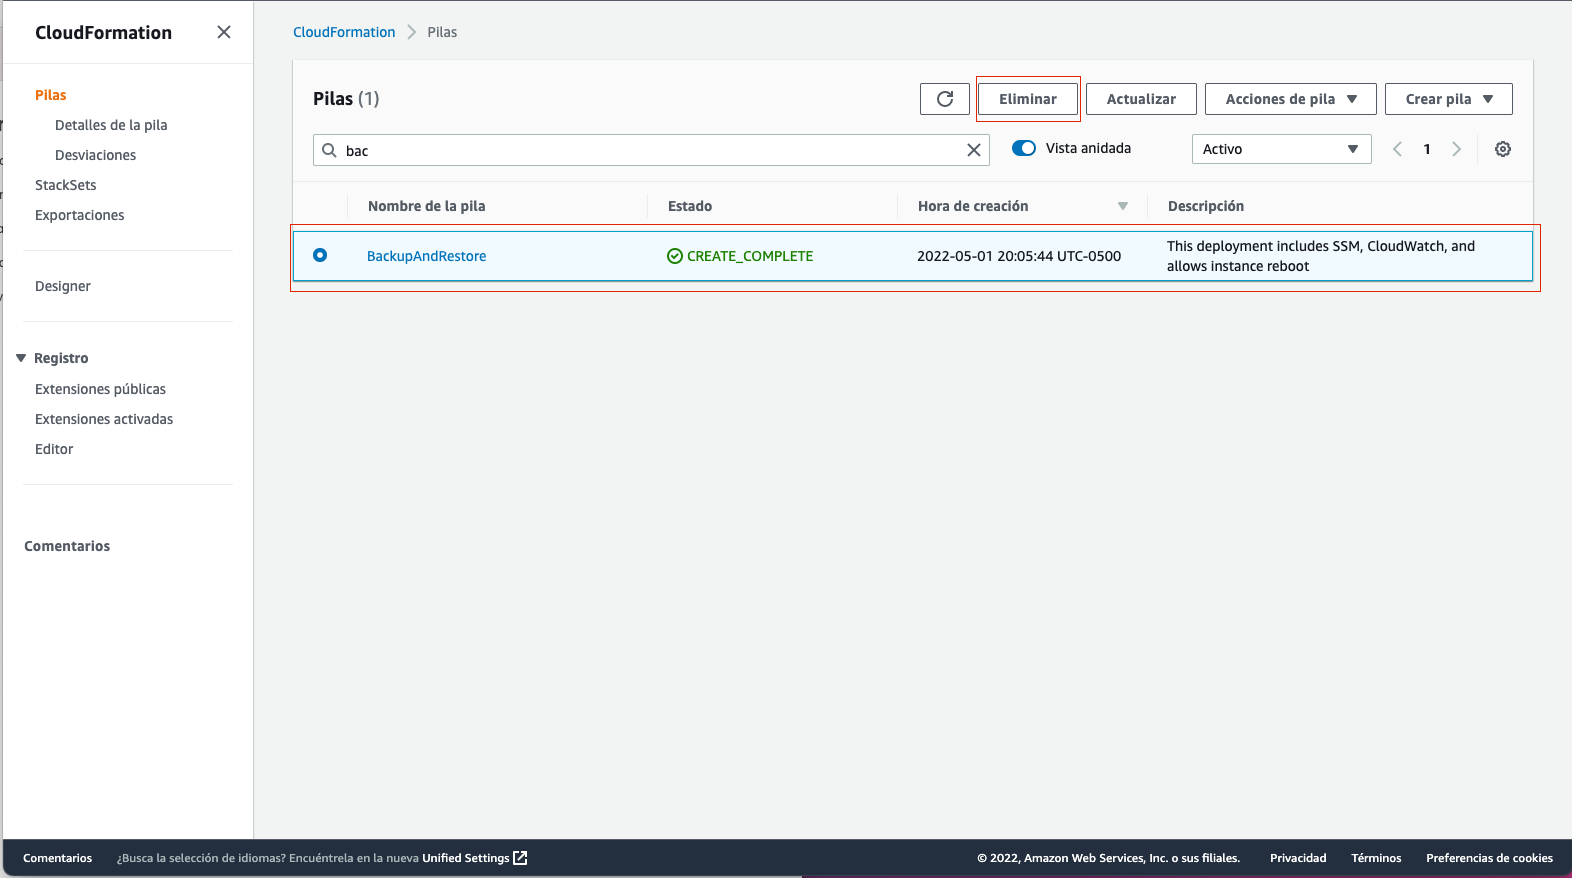 CloudFormation
Pilas
Detalles de la pila
Desviaciones
StackSets
Exportaciones
Designer
Registro
Extensiones públicas
Extensiones activadas
Editor
Comentarios
CloudFormation > Pilas
Pilas (1)
Eliminar
Actualizar
Acciones de pila
Crear pila
bac
Vista anidada
Activo
1
Nombre de la pila
Estado
Hora de creación
Descripción
BackupAndRestore
CREATE_COMPLETE
2022-05-01 20:05:44 UTC-0500
This deployment includes SSM, CloudWatch, and
allows instance reboot
Comentarios
¿Busca la selección de idiomas? Encuéntrela en la nueva Unified Settings
© 2022, Amazon Web Services, Inc. o sus filiales.
Privacidad
Términos
Preferencias de cookies